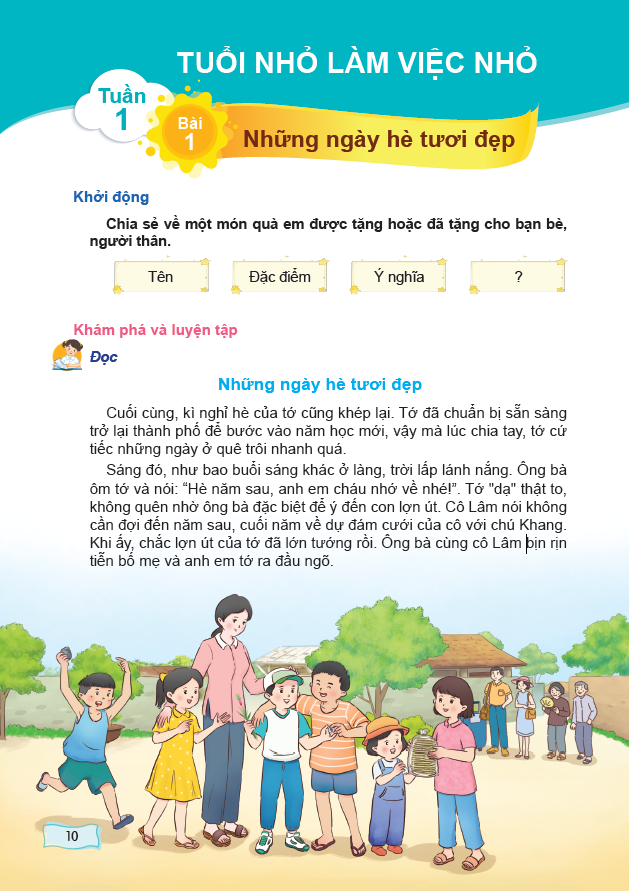 TUỔI NHỎ LÀM VIỆC NHỎ
Tuần
1
Bài
1
Những ngày hè tươi đẹp
Khởi động
Chia sẻ về một món quà em được tặng hoặc đã tặng cho bạn bè,
người thân.
Tên
Đặc điểm
Ý nghĩa
?
Khám phá và luyện tập
Đọc
Những ngày hè tươi đẹp
Cuối cùng, kì nghỉ hè của tớ cũng khép lại. Tớ đã chuẩn bị sẵn sàng
trở lại thành phố để bước vào năm học mới, vậy mà lúc chia tay, tớ cứ
tiếc những ngày ở quê trôi nhanh quá.
Sáng đó, như bao buổi sáng khác ở làng, trời lấp lánh nắng. Ông bà
ôm tớ và nói: “Hè năm sau, anh em cháu nhớ về nhé!”. Tớ "dạ" thật to,
không quên nhờ ông bà đặc biệt để ý đến con lợn út. Cô Lâm nói không
cần đợi đến năm sau, cuối năm về dự đám cưới của cô với chú Khang.
Khi ấy, chắc lợn út của tớ đã lớn tướng rồi. Ông bà cùng cô Lâm bịn rịn
tiễn bố mẹ và anh em tớ ra đầu ngõ.
10